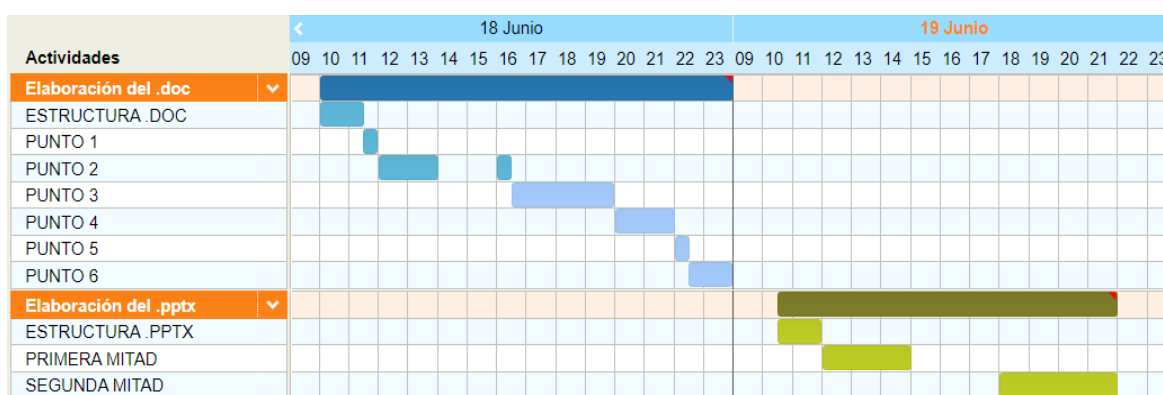 18 Junio 19 Junio
Actividades 09 10 11 12 13 14 15 16 17 18 19 20 21 22 23 09 10 11 12 13 14 15 16 17 18 19 20 21 22 23
Elaboración del .doc
ESTRUCTURA .DOC
PUNTO 1
PUNTO 2
PUNTO 3
PUNTO 4
PUNTO 5
PUNTO 6
Elaboración del .pptx
ESTRUCTURA .PPTX
PRIMERA MITAD
SEGUNDA MITAD